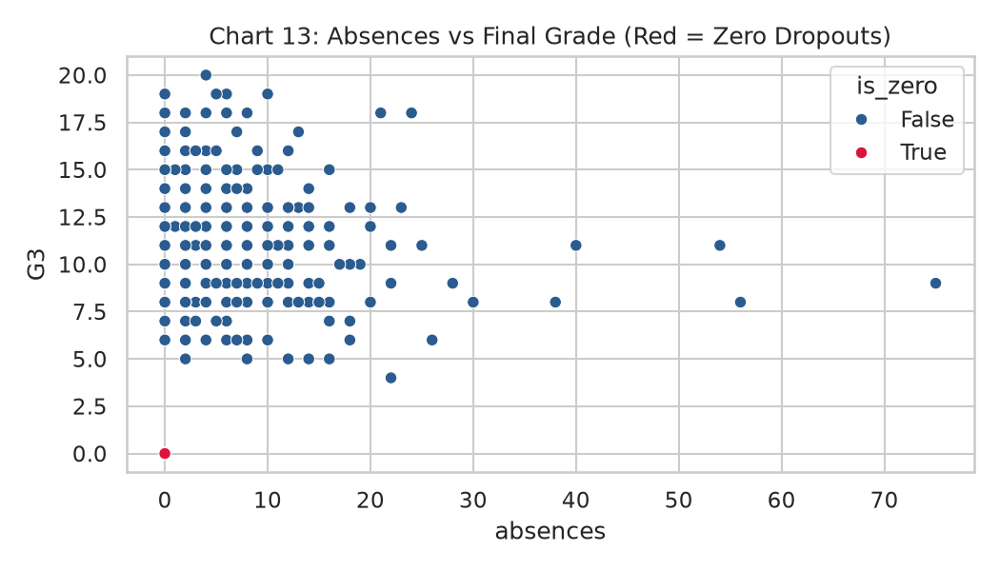 Chart 13: Absences vs Final Grade (Red = Zero Dropouts)
is_zero
False
True
G3
20.0
17.5
15.0
12.5
10.0
7.5
5.0
2.5
0.0
0 10 20 30 40 50 60 70
absences